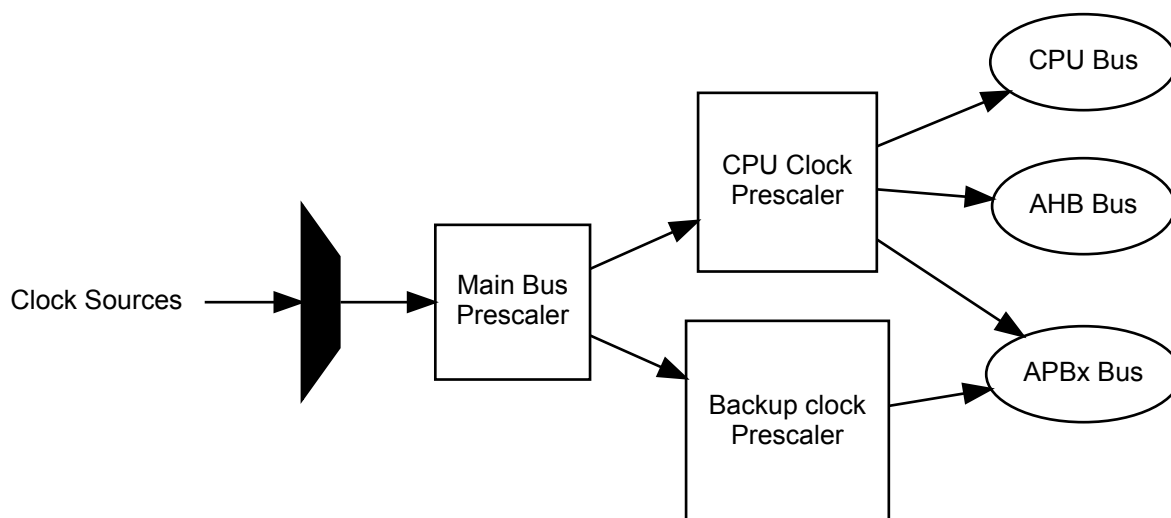 Clock Sources
Main Bus
Prescaler
CPU Clock
Prescaler
Backup clock
Prescaler
CPU Bus
AHB Bus
APBx Bus